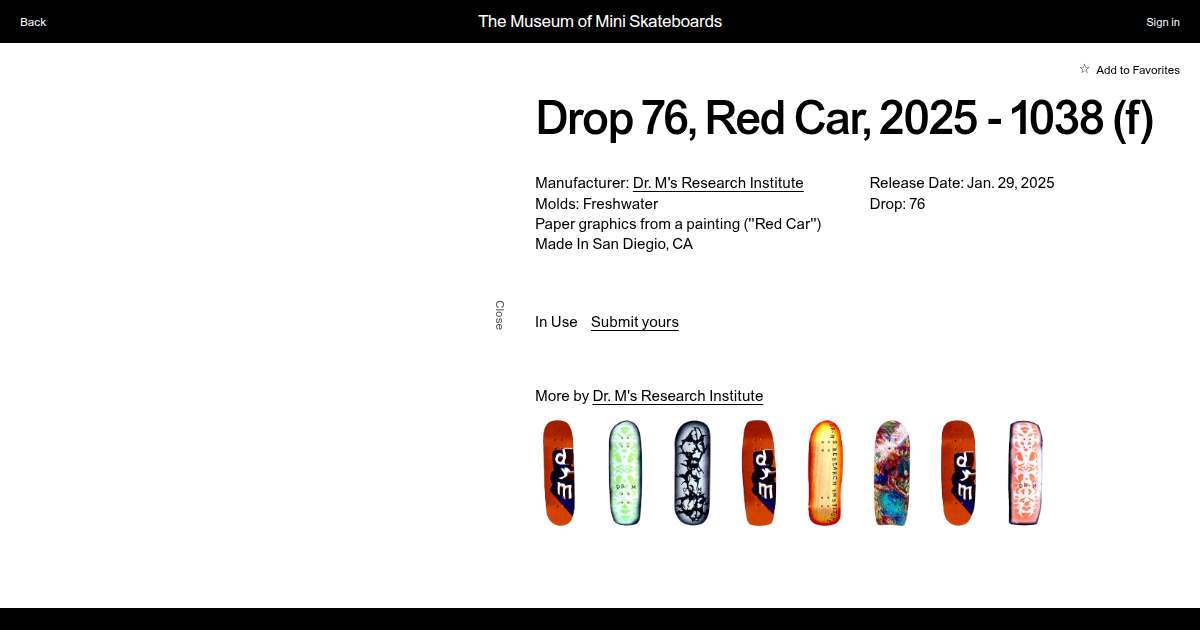 Back
The Museum of Mini Skateboards
Sign in
☆ Add to Favorites
Drop 76, Red Car, 2025 - 1038 (f)
Manufacturer: Dr. M's Research Institute
Molds: Freshwater
Paper graphics from a painting ("Red Car")
Made In San Diegio, CA
Release Date: Jan. 29, 2025
Drop: 76
Close
In Use Submit yours
More by Dr. M's Research Institute